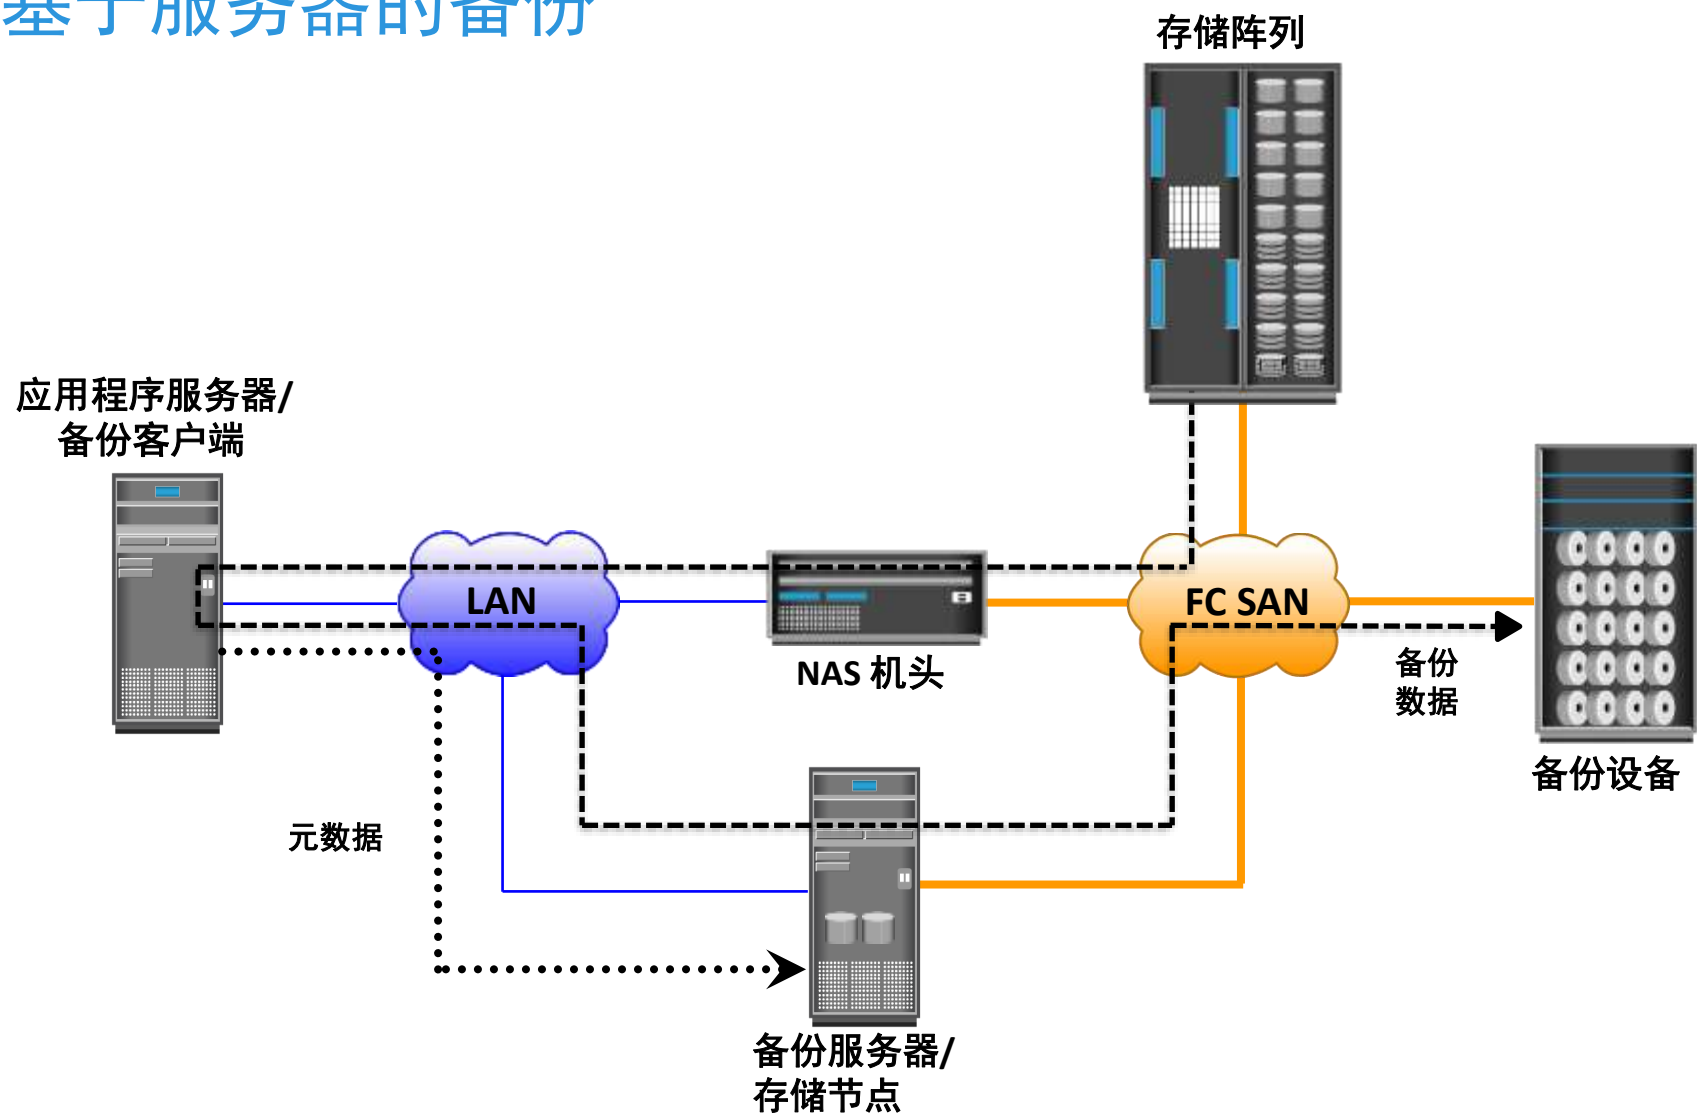 基于服务器的备份
存储阵列
应用程序服务器/
备份客户端
LAN
FC SAN
NAS 机头
备份
数据
备份设备
元数据
备份服务器/
存储节点